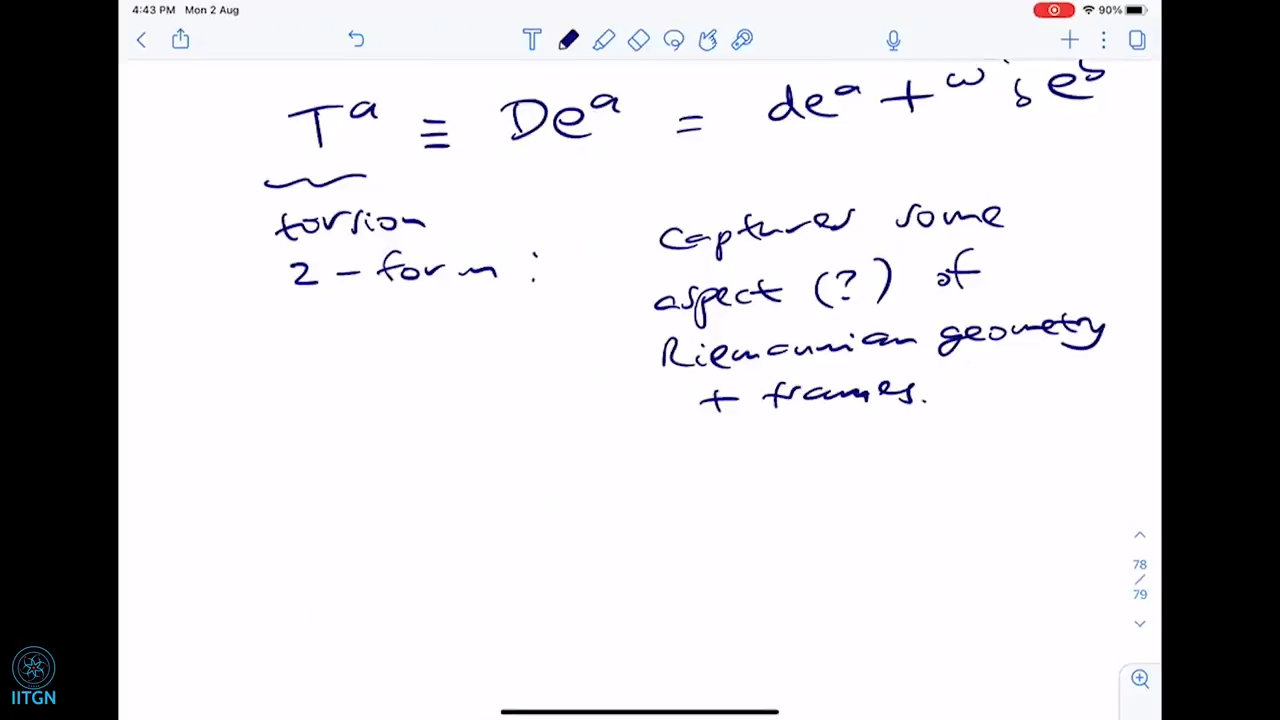 4:43 PM Mon 2 Aug
90%
T^a ≡ De^a = de^a + ω^a_b e^b
torsion
2 - form :
captures some
aspect (?) of
Riemannian geometry
+ frames.
78
/
79
IITGN